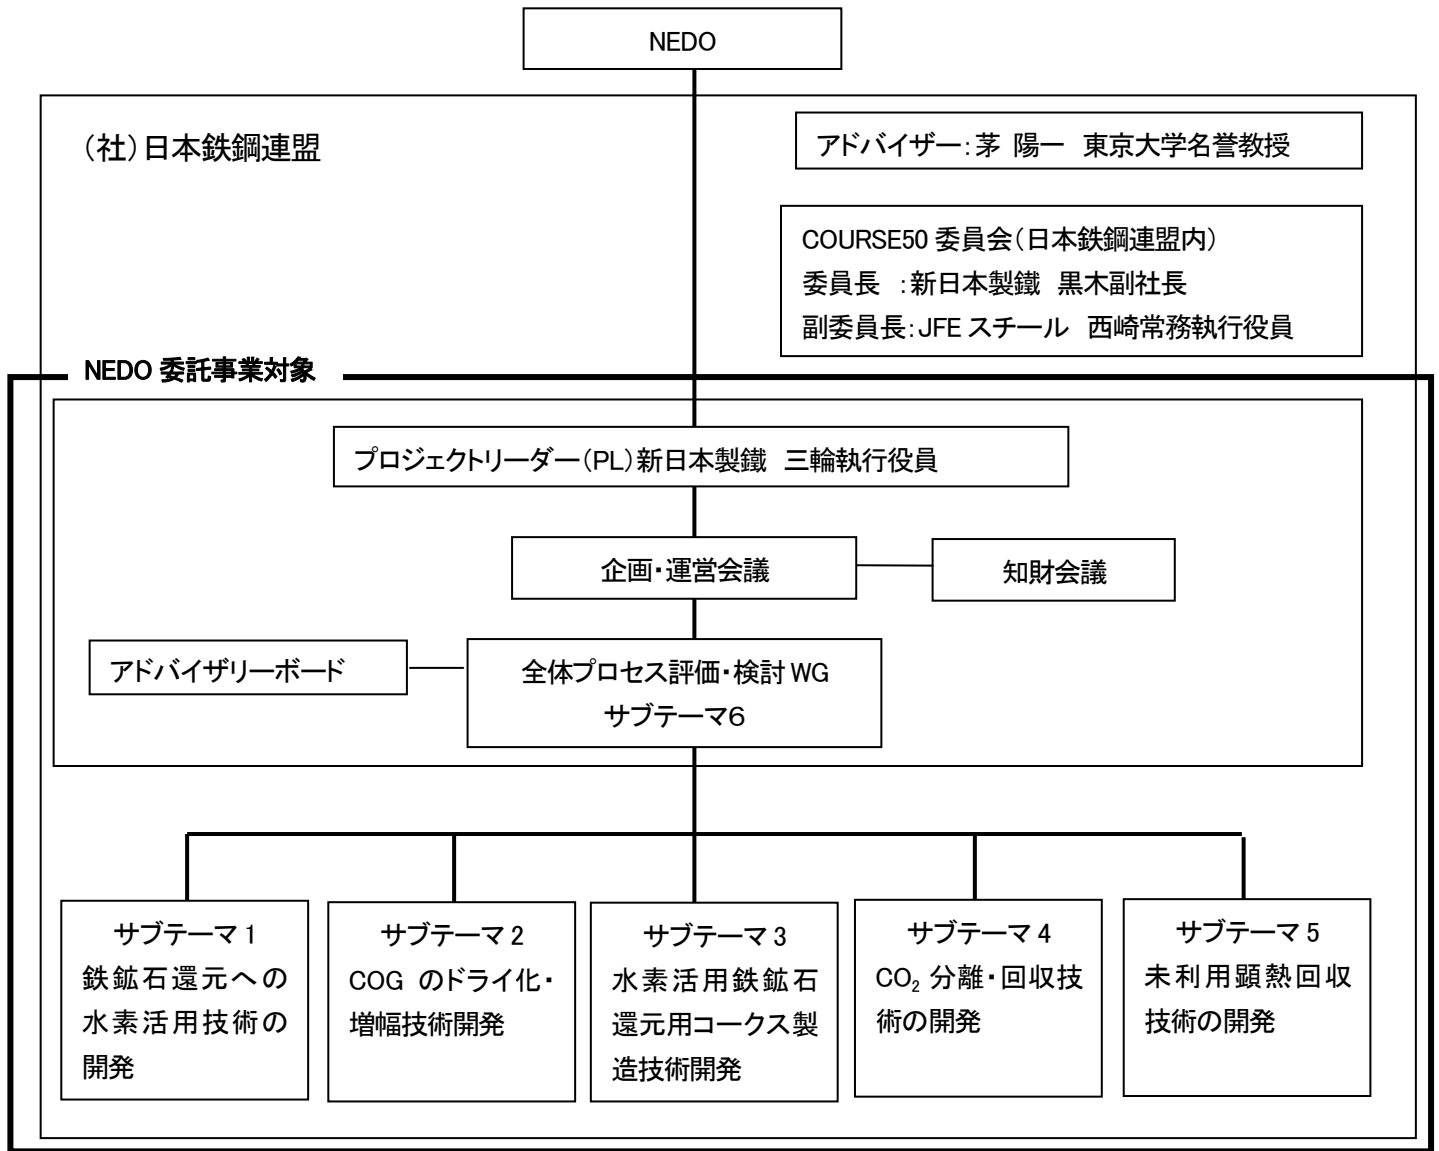 NEDO
（社）日本鉄鋼連盟
アドバイザー：茅 陽一 東京大学名誉教授
COURSE50 委員会（日本鉄鋼連盟内）
委員長 ：新日本製鐵 黒木副社長
副委員長：JFE スチール 西崎常務執行役員
NEDO 委託事業対象
プロジェクトリーダー（PL）新日本製鐵 三輪執行役員
企画・運営会議
知財会議
アドバイザリーボード
全体プロセス評価・検討 WG
サブテーマ６
サブテーマ 1
鉄鉱石還元への
水素活用技術の
開発
サブテーマ 2
COG のドライ化・
増幅技術開発
サブテーマ 3
水素活用鉄鉱石
還元用コークス製
造技術開発
サブテーマ 4
CO₂ 分離・回収技
術の開発
サブテーマ 5
未利用顕熱回収
技術の開発